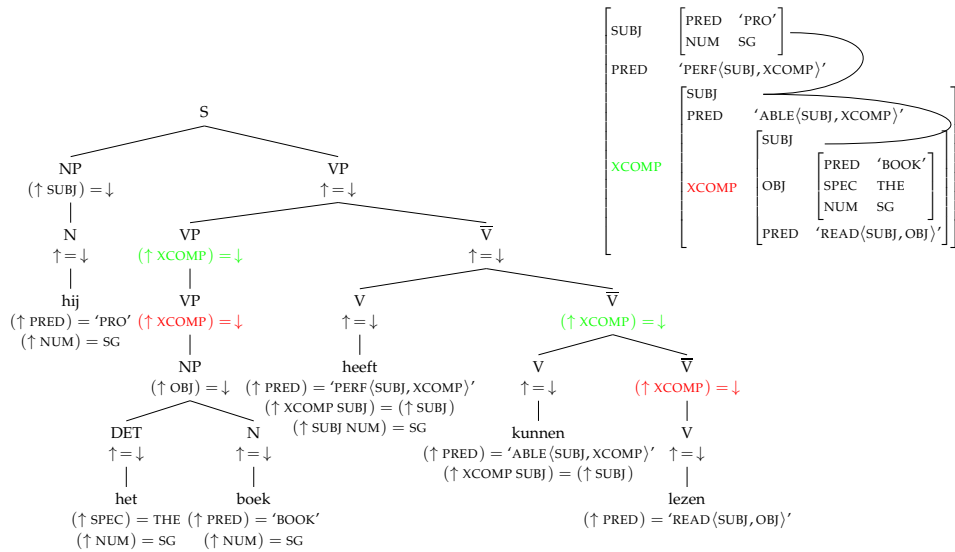 SUBJ [PRED ‘PRO’
NUM SG]
PRED ‘PERF⟨SUBJ, XCOMP⟩’
XCOMP [SUBJ
PRED ‘ABLE⟨SUBJ, XCOMP⟩’
XCOMP [SUBJ
OBJ [PRED ‘BOOK’
SPEC THE
NUM SG]
PRED ‘READ⟨SUBJ, OBJ⟩’]]
S
NP VP
(↑ SUBJ) = ↓ ↑ = ↓
N VP V̅
↑ = ↓ (↑ XCOMP) = ↓ ↑ = ↓
hij VP V V̅
(↑ PRED) = ‘PRO’ (↑ XCOMP) = ↓ ↑ = ↓ (↑ XCOMP) = ↓
(↑ NUM) = SG
NP heeft V V̅
(↑ OBJ) = ↓ (↑ PRED) = ‘PERF⟨SUBJ, XCOMP⟩’ ↑ = ↓ (↑ XCOMP) = ↓
(↑ XCOMP SUBJ) = (↑ SUBJ)
(↑ SUBJ NUM) = SG
DET N kunnen V
↑ = ↓ ↑ = ↓ (↑ PRED) = ‘ABLE⟨SUBJ, XCOMP⟩’ ↑ = ↓
(↑ XCOMP SUBJ) = (↑ SUBJ)
het boek lezen
(↑ SPEC) = THE (↑ PRED) = ‘BOOK’ (↑ PRED) = ‘READ⟨SUBJ, OBJ⟩’
(↑ NUM) = SG (↑ NUM) = SG